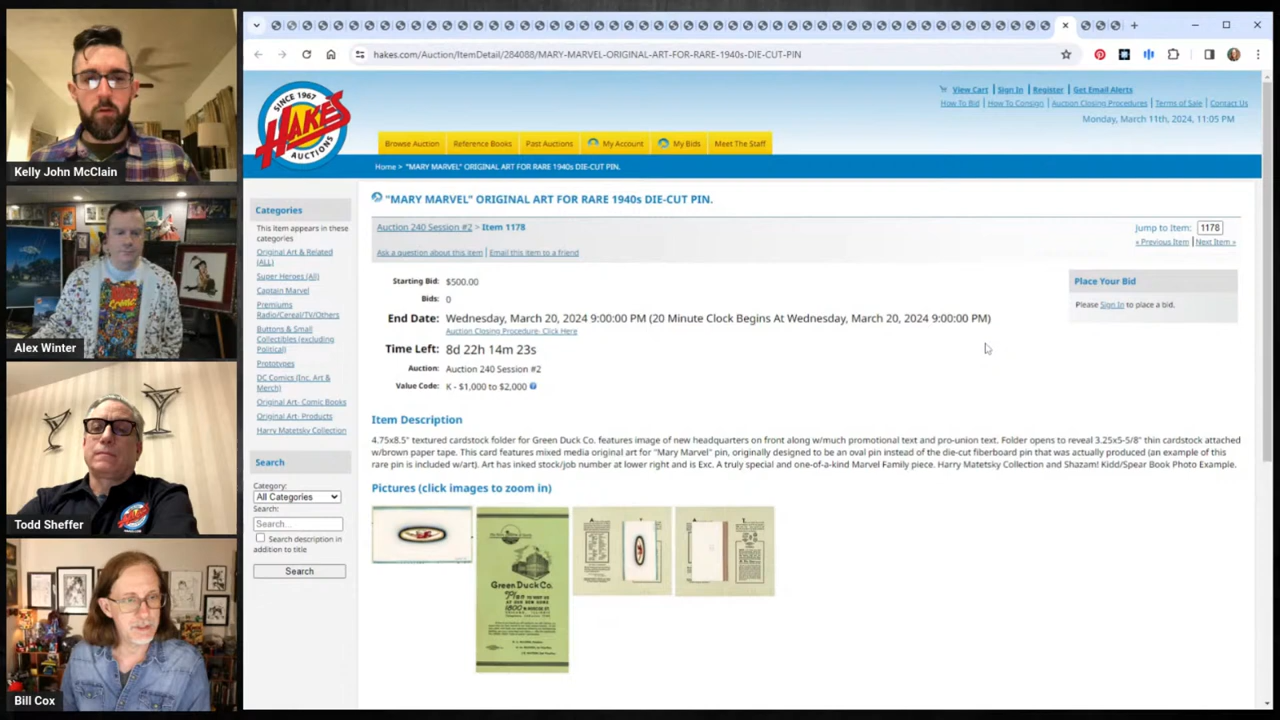 Kelly John McClain
Alex Winter
Todd Sheffer
Bill Cox
hakes.com/Auction/ItemDetail/284088/MARY-MARVEL-ORIGINAL-ART-FOR-RARE-1940s-DIE-CUT-PIN
SINCE 1967
HAKE'S
AUCTIONS
View Cart | Sign In | Register | Get Email Alerts
How To Bid | How To Consign | Auction Closing Procedures | Terms of Sale | Contact Us
Monday, March 11th, 2024, 11:05 PM
Browse Auction Reference Books Past Auctions My Account My Bids Meet The Staff
Home > "MARY MARVEL" ORIGINAL ART FOR RARE 1940s DIE-CUT PIN.
Categories
This item appears in these
categories
Original Art & Related
(ALL)
Super Heroes (All)
Captain Marvel
Premiums
Radio/Cereal/TV/Others
Buttons & Small
Collectibles (excluding
Political)
Prototypes
DC Comics (Inc. Art &
Merch)
Original Art- Comic Books
Original Art- Products
Harry Matetsky Collection
Search
Category:
All Categories
Search:
Search...
Search description in
addition to title
Search
"MARY MARVEL" ORIGINAL ART FOR RARE 1940s DIE-CUT PIN.
Auction 240 Session #2 > Item 1178
Jump to Item: 1178
« Previous Item | Next Item »
Ask a question about this item | Email this item to a friend
Starting Bid: $500.00
Bids: 0
End Date: Wednesday, March 20, 2024 9:00:00 PM (20 Minute Clock Begins At Wednesday, March 20, 2024 9:00:00 PM)
Auction Closing Procedure- Click Here
Time Left: 8d 22h 14m 23s
Auction: Auction 240 Session #2
Value Code: K - $1,000 to $2,000
Place Your Bid
Please Sign In to place a bid.
Item Description
4.75x8.5" textured cardstock folder for Green Duck Co. features image of new headquarters on front along w/much promotional text and pro-union text. Folder opens to reveal 3.25x5-5/8" thin cardstock attached
w/brown paper tape. This card features mixed media original art for "Mary Marvel" pin, originally designed to be an oval pin instead of the die-cut fiberboard pin that was actually produced (an example of this
rare pin is included w/art). Art has inked stock/job number at lower right and is Exc. A truly special and one-of-a-kind Marvel Family piece. Harry Matetsky Collection and Shazam! Kidd/Spear Book Photo Example.
Pictures (click images to zoom in)
Green Duck Co.